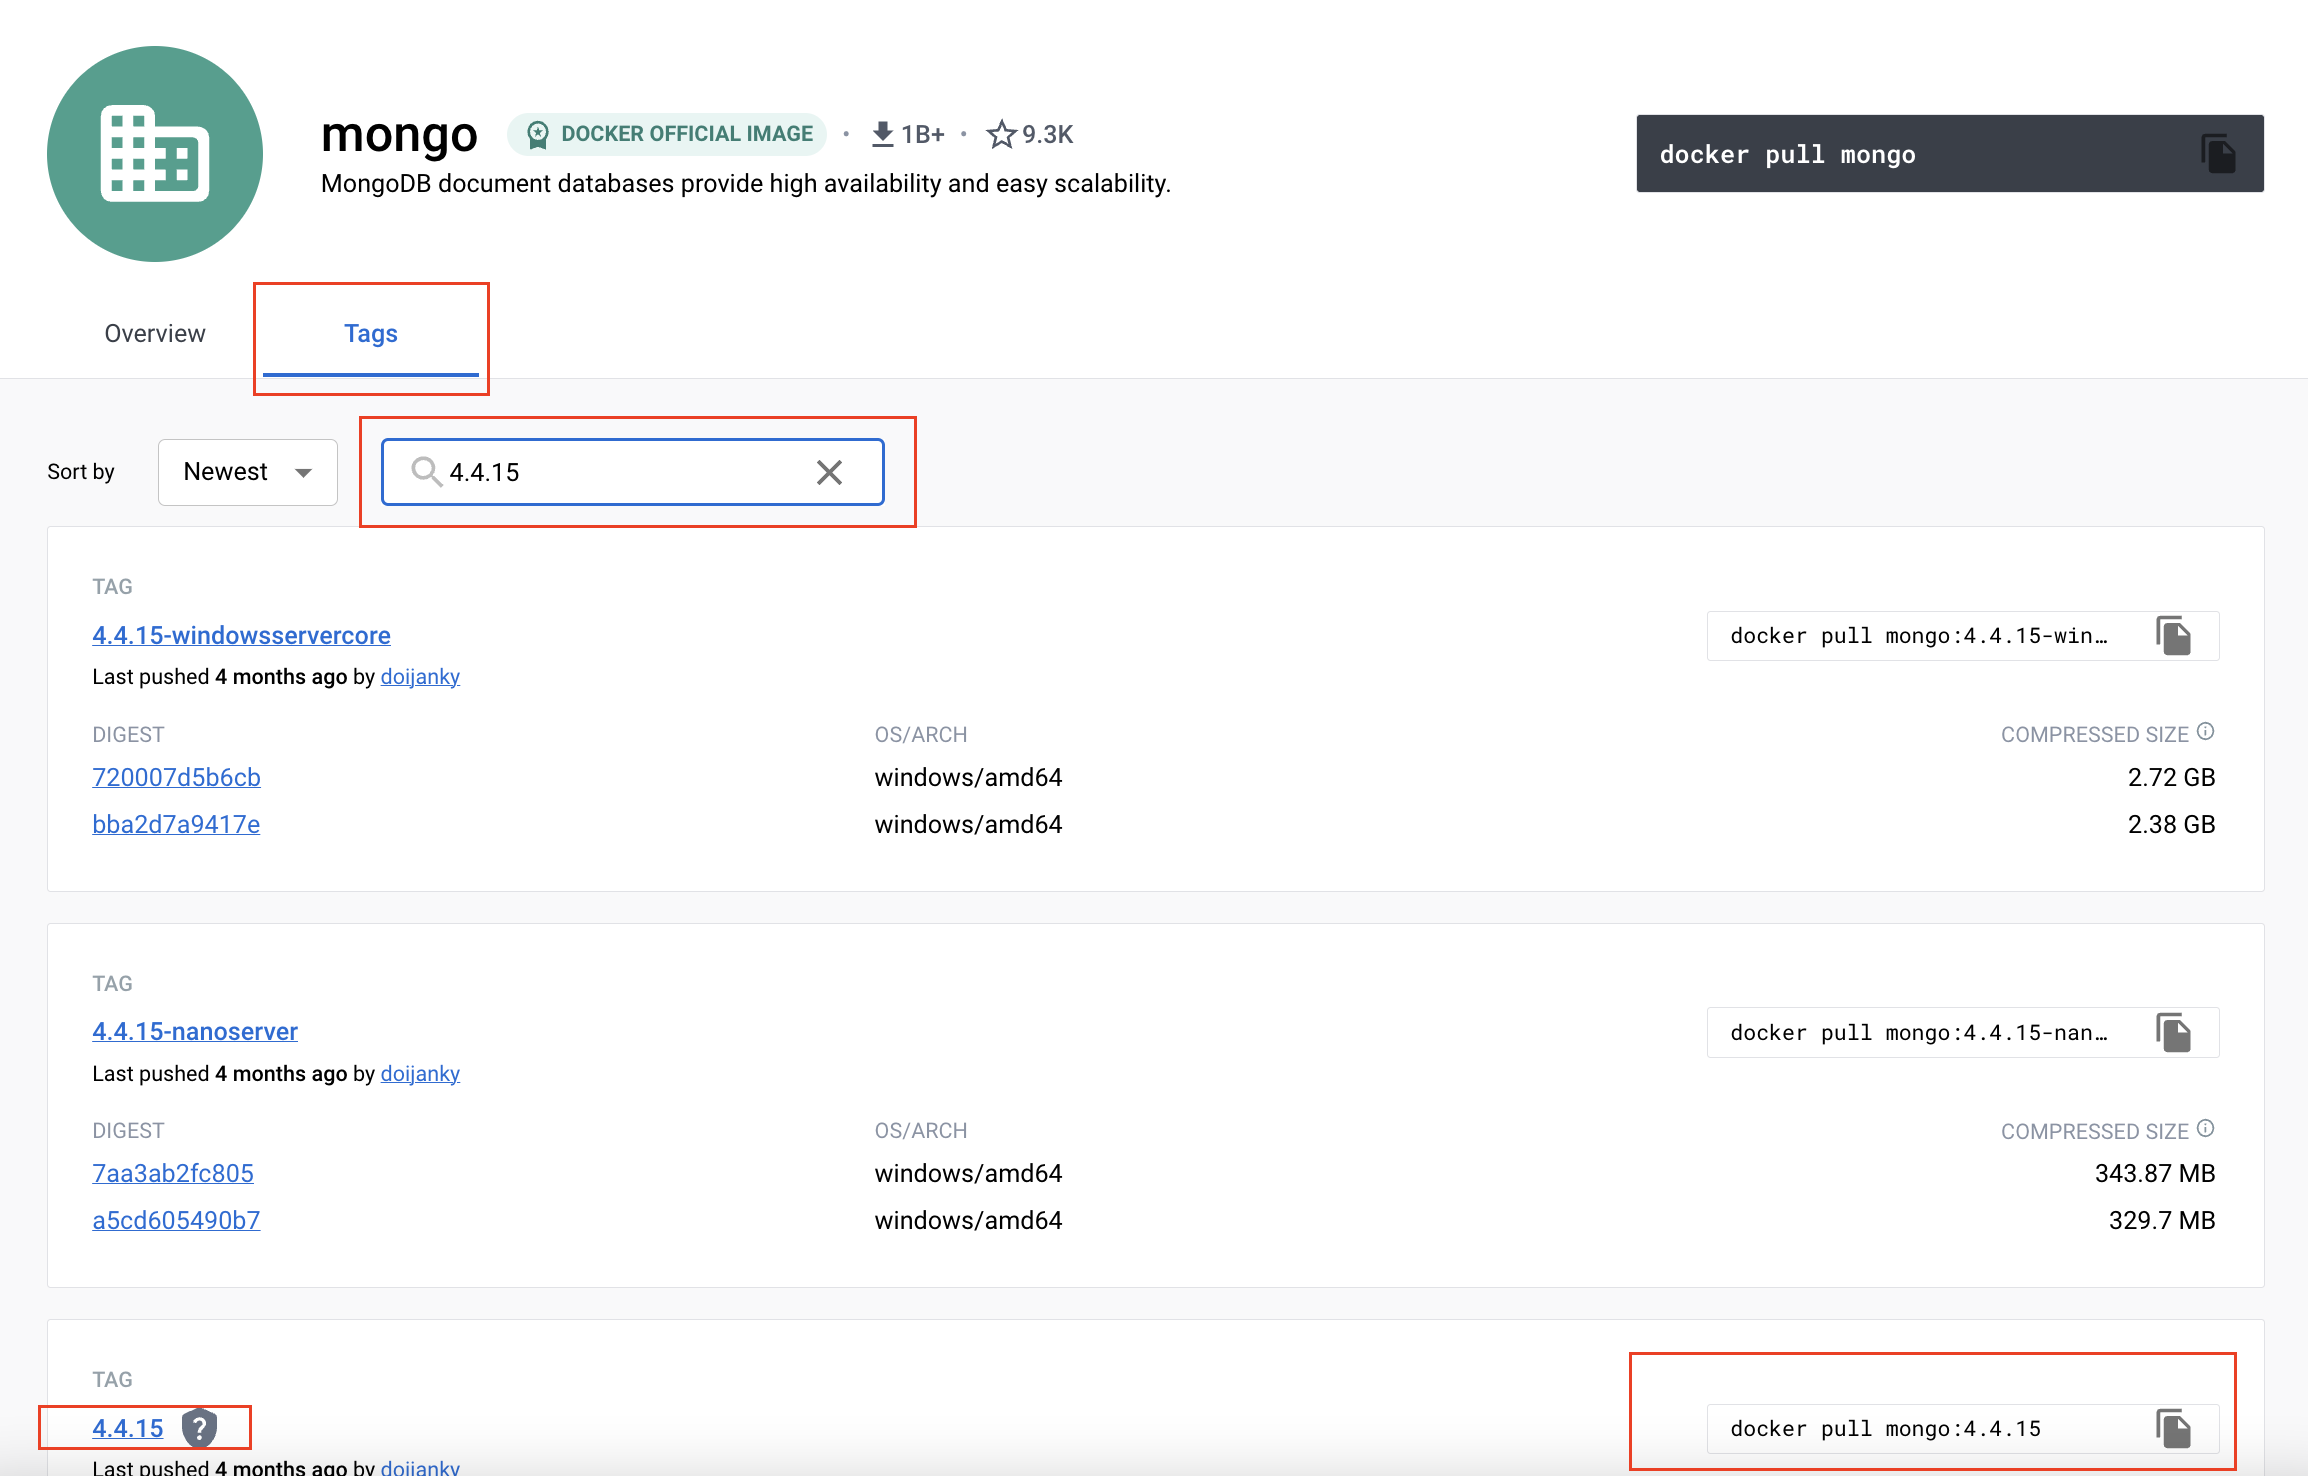 mongo DOCKER OFFICIAL IMAGE · 1B+ · 9.3K
MongoDB document databases provide high availability and easy scalability.
docker pull mongo
Overview Tags
Sort by Newest 4.4.15
TAG
4.4.15-windowsservercore
docker pull mongo:4.4.15-win…
Last pushed 4 months ago by doijanky
DIGEST OS/ARCH COMPRESSED SIZE
720007d5b6cb windows/amd64 2.72 GB
bba2d7a9417e windows/amd64 2.38 GB
TAG
4.4.15-nanoserver
docker pull mongo:4.4.15-nan…
Last pushed 4 months ago by doijanky
DIGEST OS/ARCH COMPRESSED SIZE
7aa3ab2fc805 windows/amd64 343.87 MB
a5cd605490b7 windows/amd64 329.7 MB
TAG
4.4.15 ?
docker pull mongo:4.4.15
Last pushed 4 months ago by doijanky